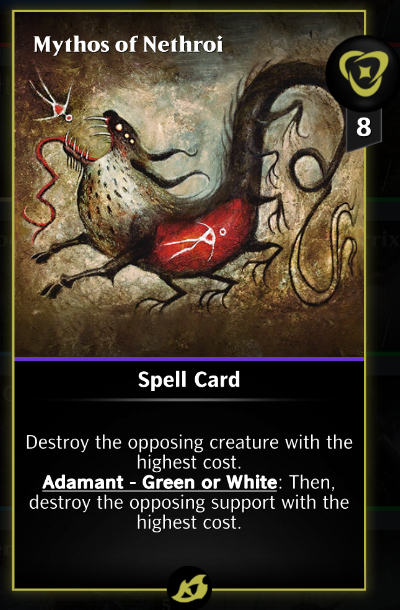 Mythos of Nethroi
8
Spell Card
Destroy the opposing creature with the
highest cost.
Adamant - Green or White: Then,
destroy the opposing support with the
highest cost.